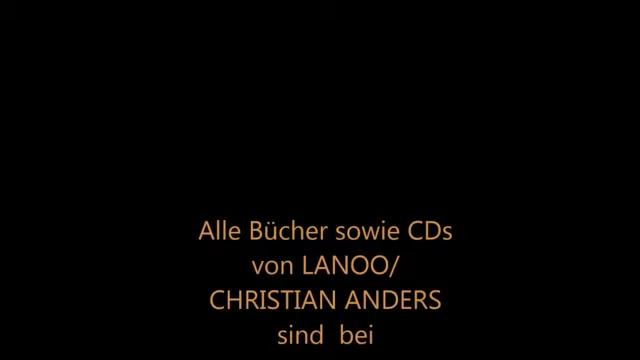 Alle Bücher sowie CDs
von LANOO/
CHRISTIAN ANDERS
sind bei